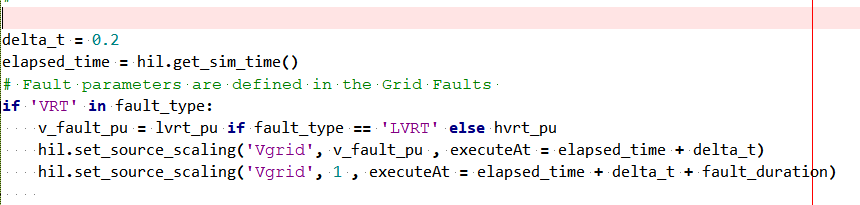 delta_t = 0.2
elapsed_time = hil.get_sim_time()
# Fault parameters are defined in the Grid Faults
if 'VRT' in fault_type:
    v_fault_pu = lvrt_pu if fault_type == 'LVRT' else hvrt_pu
    hil.set_source_scaling('Vgrid', v_fault_pu , executeAt = elapsed_time + delta_t)
    hil.set_source_scaling('Vgrid', 1 , executeAt = elapsed_time + delta_t + fault_duration)